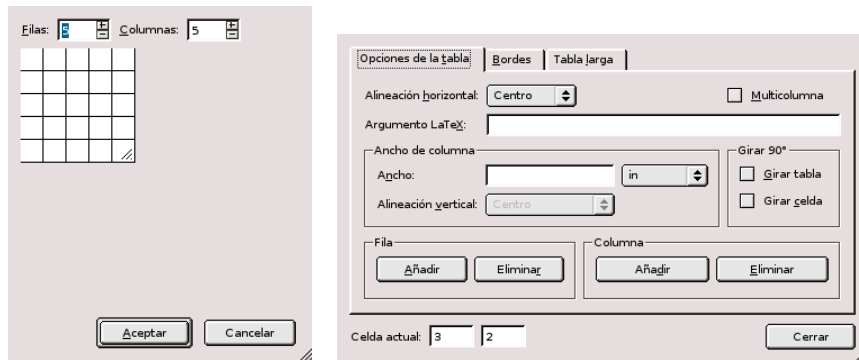 Filas: 5 Columnas: 5
Aceptar Cancelar
Opciones de la tabla Bordes Tabla larga
Alineación horizontal: Centro Multicolumna
Argumento LaTeX:
Ancho de columna Girar 90°
Ancho: in Girar tabla
Alineación vertical: Centro Girar celda
Fila Columna
Añadir Eliminar Añadir Eliminar
Celda actual: 3 2 Cerrar